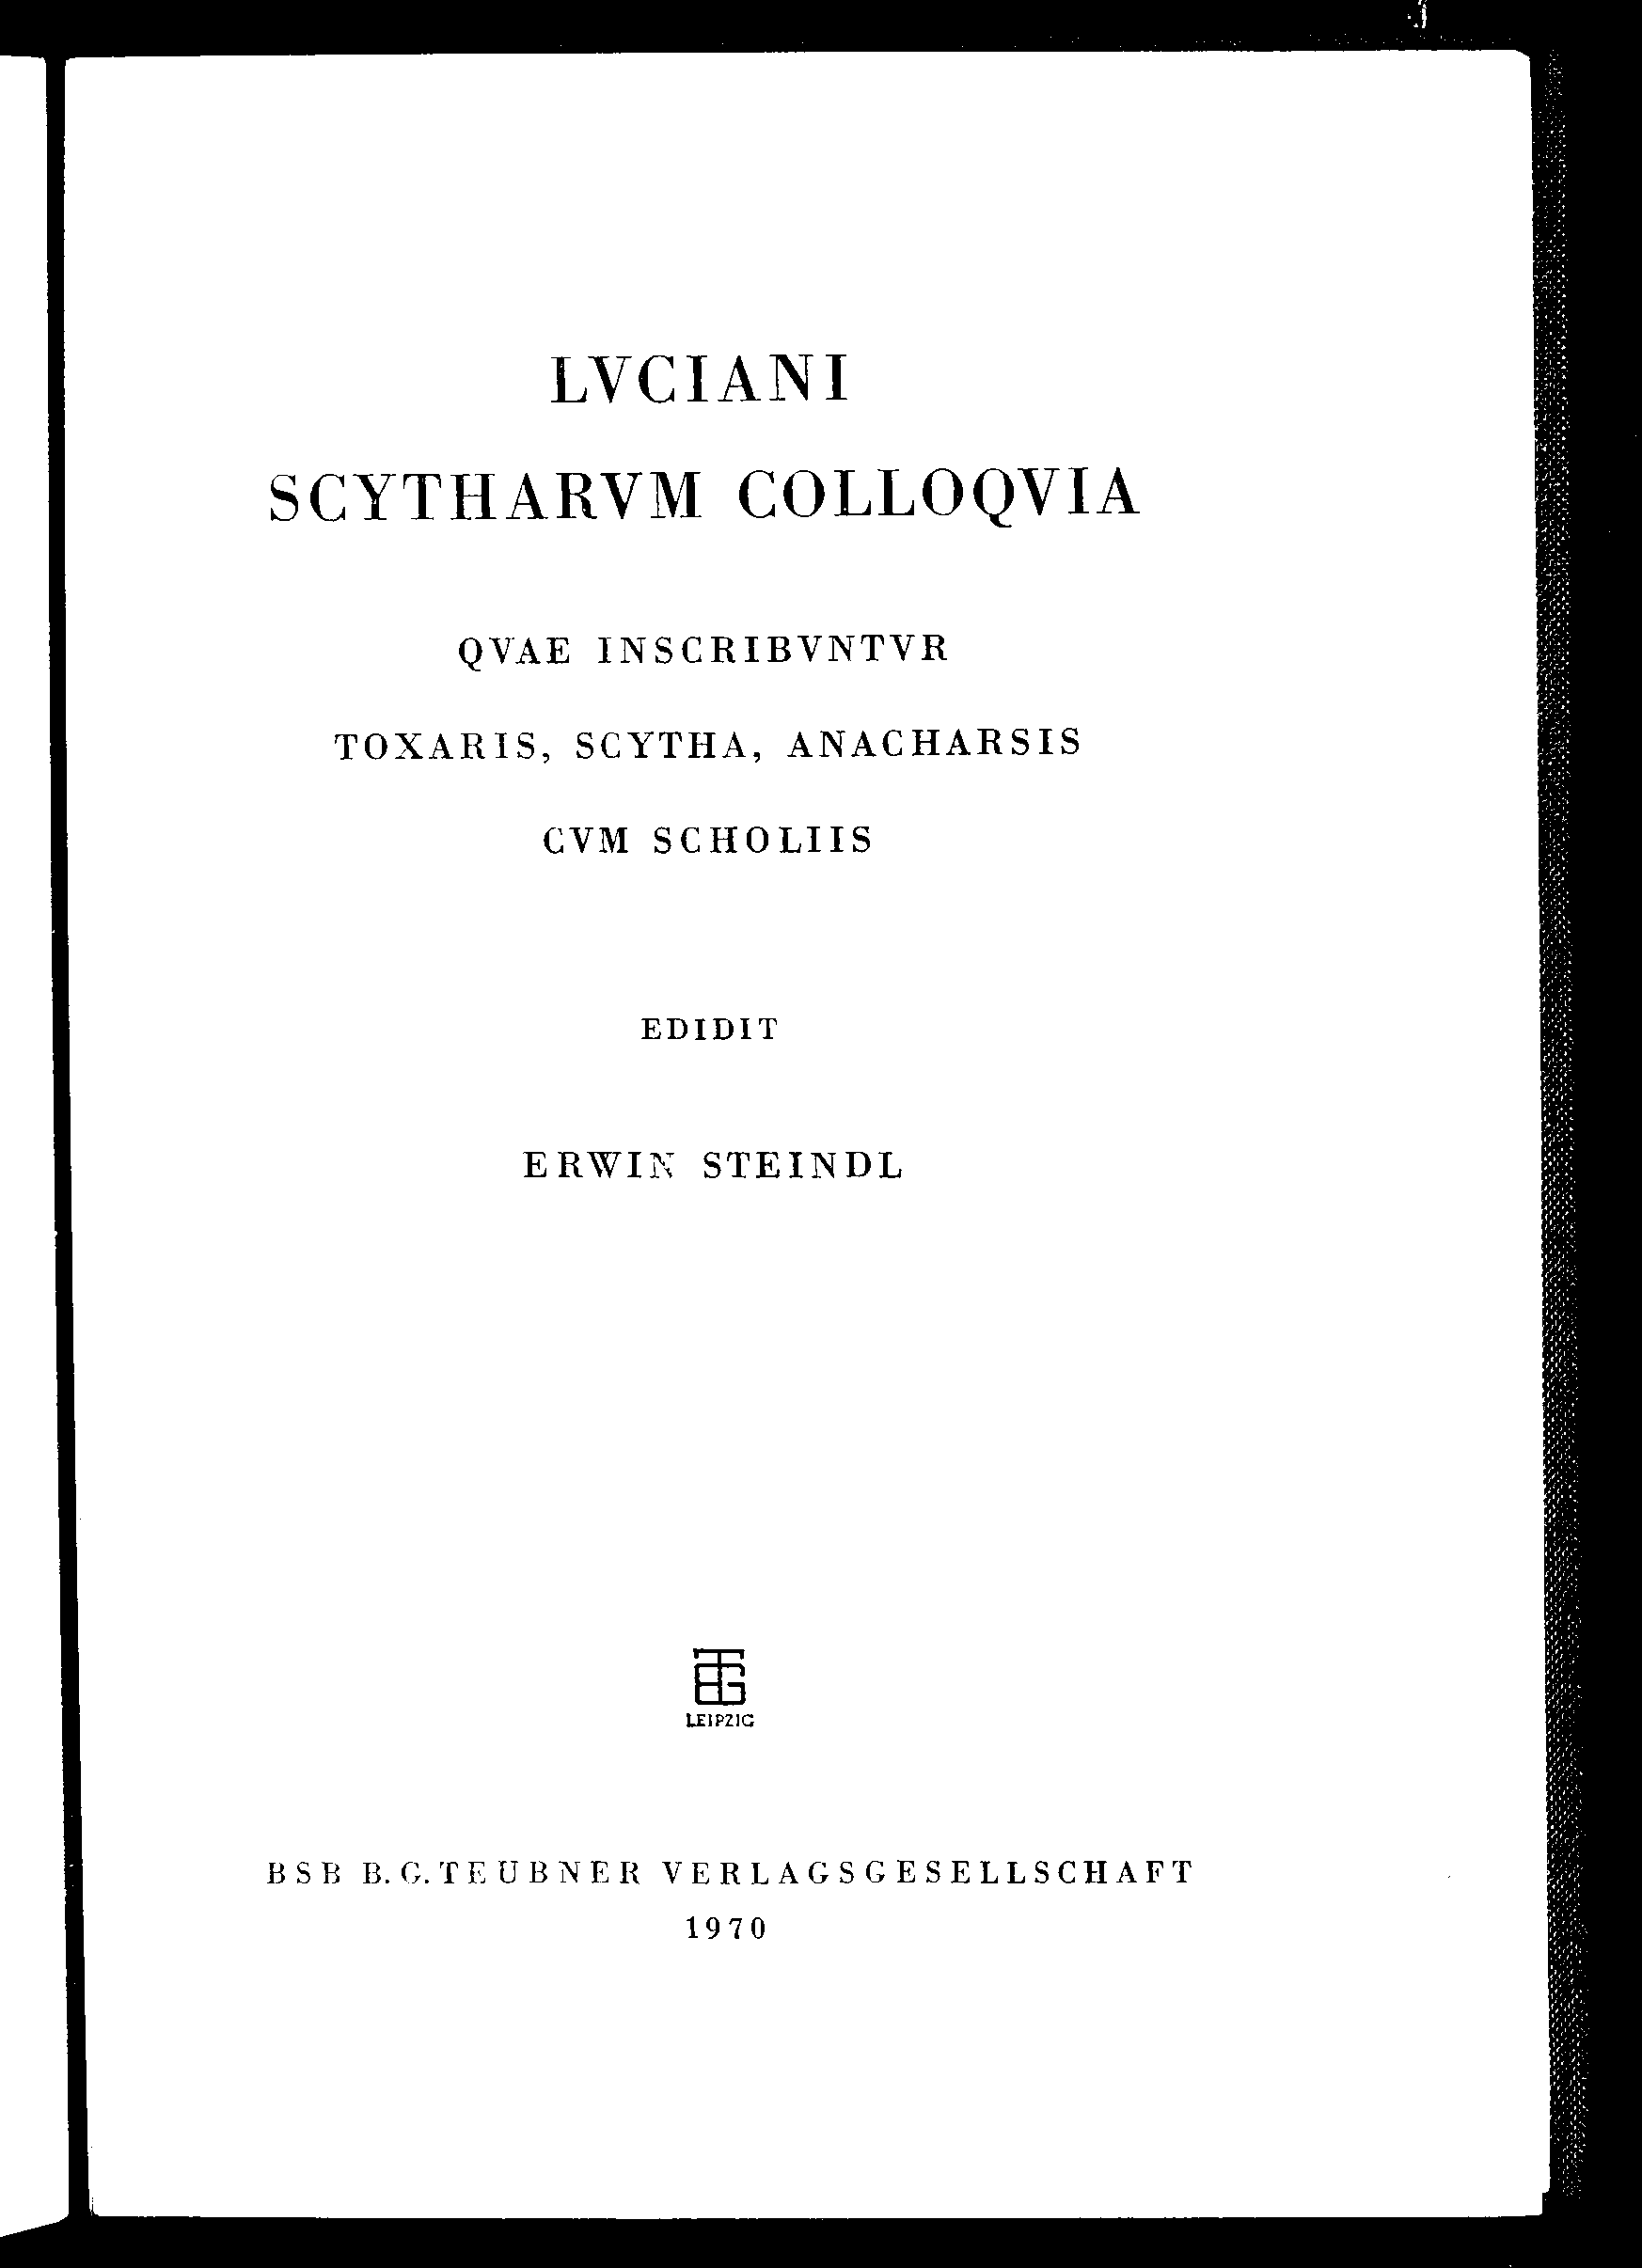 LVCIANI
SCYTHARVM COLLOQVIA
QVAE INSCRIBVNTVR
TOXARIS, SCYTHA, ANACHARSIS
CVM SCHOLIIS
EDIDIT
ERWIN STEINDL
LEIPZIG
BSB B.G. TEUBNER VERLAGSGESELLSCHAFT
1970